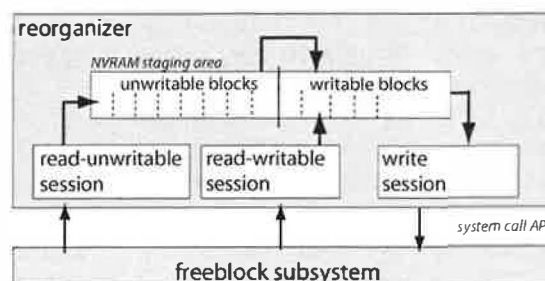 reorganizer
NVRAM staging area
unwritable blocks
writable blocks
read-unwritable
session
read-writable
session
write
session
system call AP
freeblock subsystem